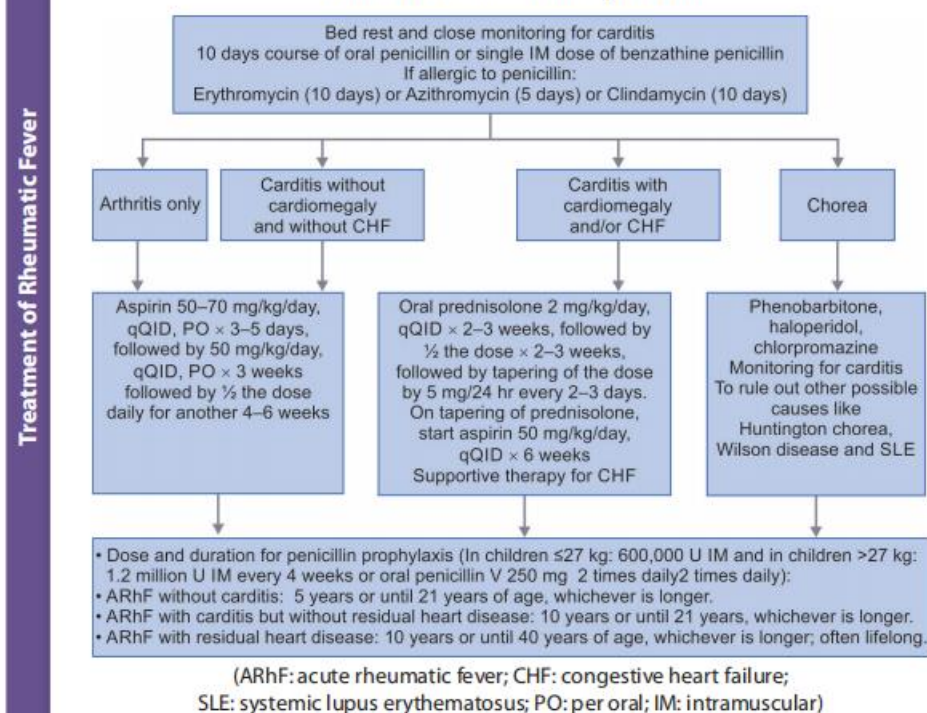 Treatment of Rheumatic Fever
Bed rest and close monitoring for carditis
10 days course of oral penicillin or single IM dose of benzathine penicillin
If allergic to penicillin:
Erythromycin (10 days) or Azithromycin (5 days) or Clindamycin (10 days)
Arthritis only
Carditis without
cardiomegaly
and without CHF
Carditis with
cardiomegaly
and/or CHF
Chorea
Aspirin 50–70 mg/kg/day,
qQID, PO × 3–5 days,
followed by 50 mg/kg/day,
qQID, PO × 3 weeks
followed by ½ the dose
daily for another 4–6 weeks
Oral prednisolone 2 mg/kg/day,
qQID × 2–3 weeks, followed by
½ the dose × 2–3 weeks,
followed by tapering of the dose
by 5 mg/24 hr every 2–3 days.
On tapering of prednisolone,
start aspirin 50 mg/kg/day,
qQID × 6 weeks
Supportive therapy for CHF
Phenobarbitone,
haloperidol,
chlorpromazine
Monitoring for carditis
To rule out other possible
causes like
Huntington chorea,
Wilson disease and SLE
• Dose and duration for penicillin prophylaxis (In children ≤27 kg: 600,000 U IM and in children >27 kg:
1.2 million U IM every 4 weeks or oral penicillin V 250 mg 2 times daily2 times daily):
• ARhF without carditis: 5 years or until 21 years of age, whichever is longer.
• ARhF with carditis but without residual heart disease: 10 years or until 21 years, whichever is longer.
• ARhF with residual heart disease: 10 years or until 40 years of age, whichever is longer; often lifelong.
(ARhF: acute rheumatic fever; CHF: congestive heart failure;
SLE: systemic lupus erythematosus; PO: per oral; IM: intramuscular)